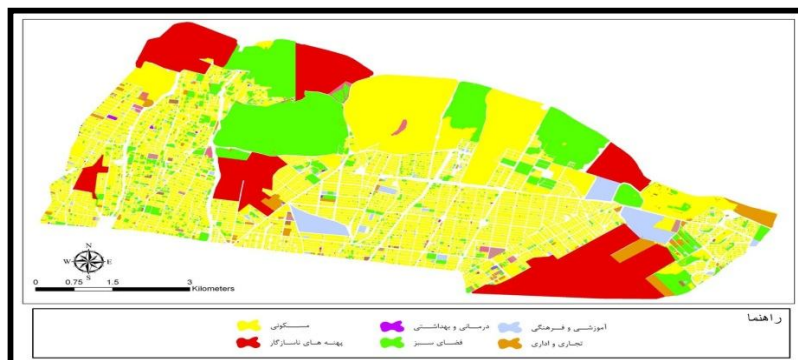 N
W E
S
0 0.75 1.5 3
Kilometers
راهنما
آموزشی و فرهنگی درمانی و بهداشتی مسکونی
تجاری و اداری فضای سبز پهنه های ناسازگار